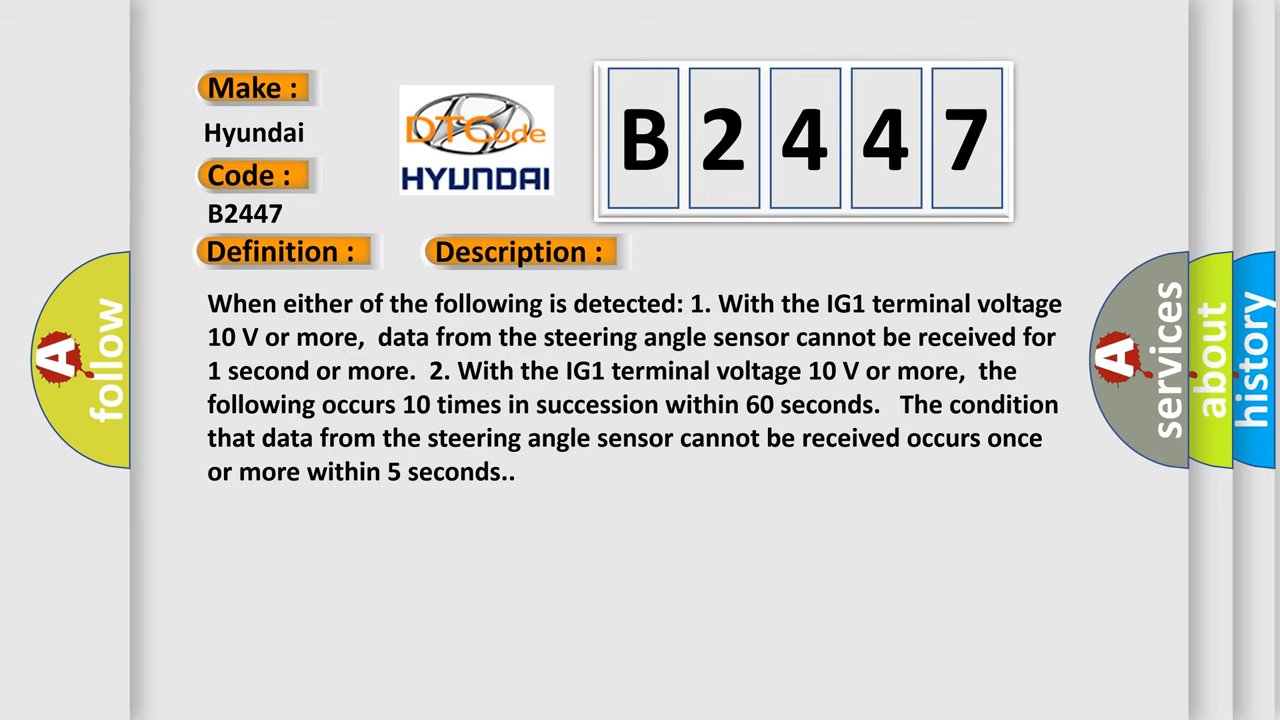 Make :
Hyundai
Code :
B2447
DTCode
HYUNDAI
B2447
Definition :
Description :
When either of the following is detected: 1. With the IG1 terminal voltage
10 V or more,  data from the steering angle sensor cannot be received for
1 second or more.  2. With the IG1 terminal voltage 10 V or more,  the
following occurs 10 times in succession within 60 seconds.   The condition
that data from the steering angle sensor cannot be received occurs once
or more within 5 seconds..
A follow
A services
about
history